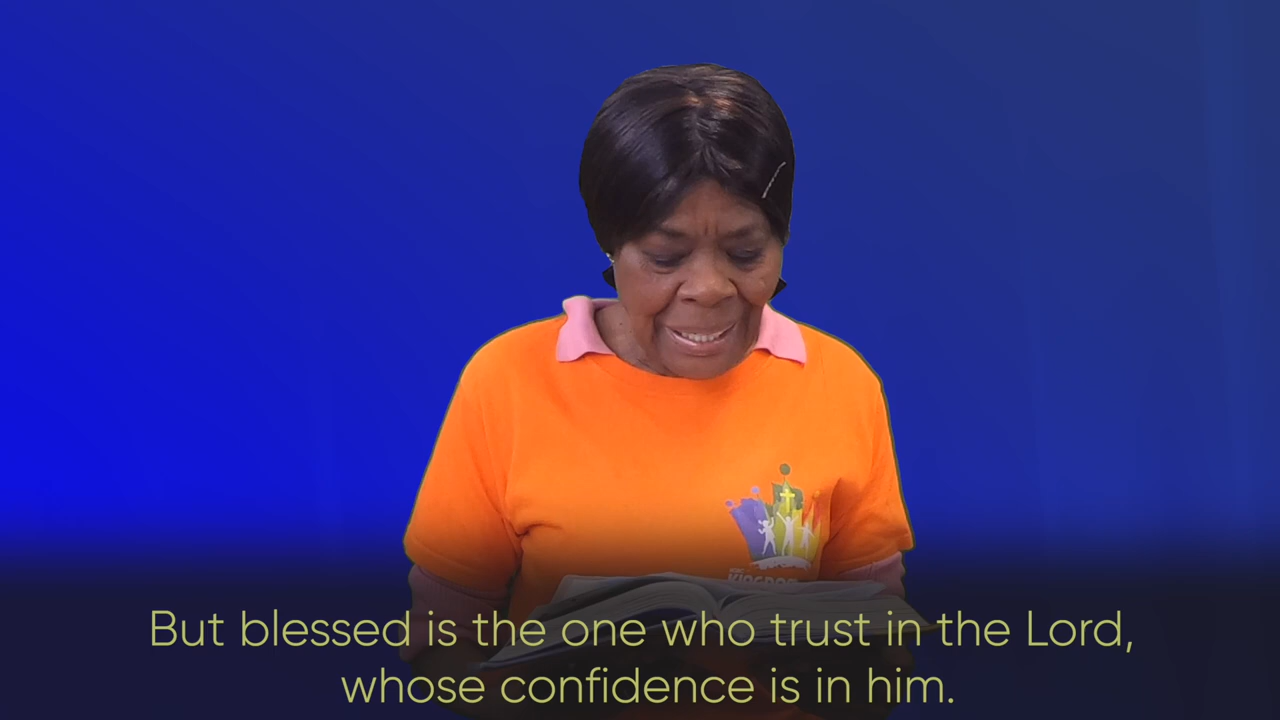 But blessed is the one who trust in the Lord,
whose confidence is in him.